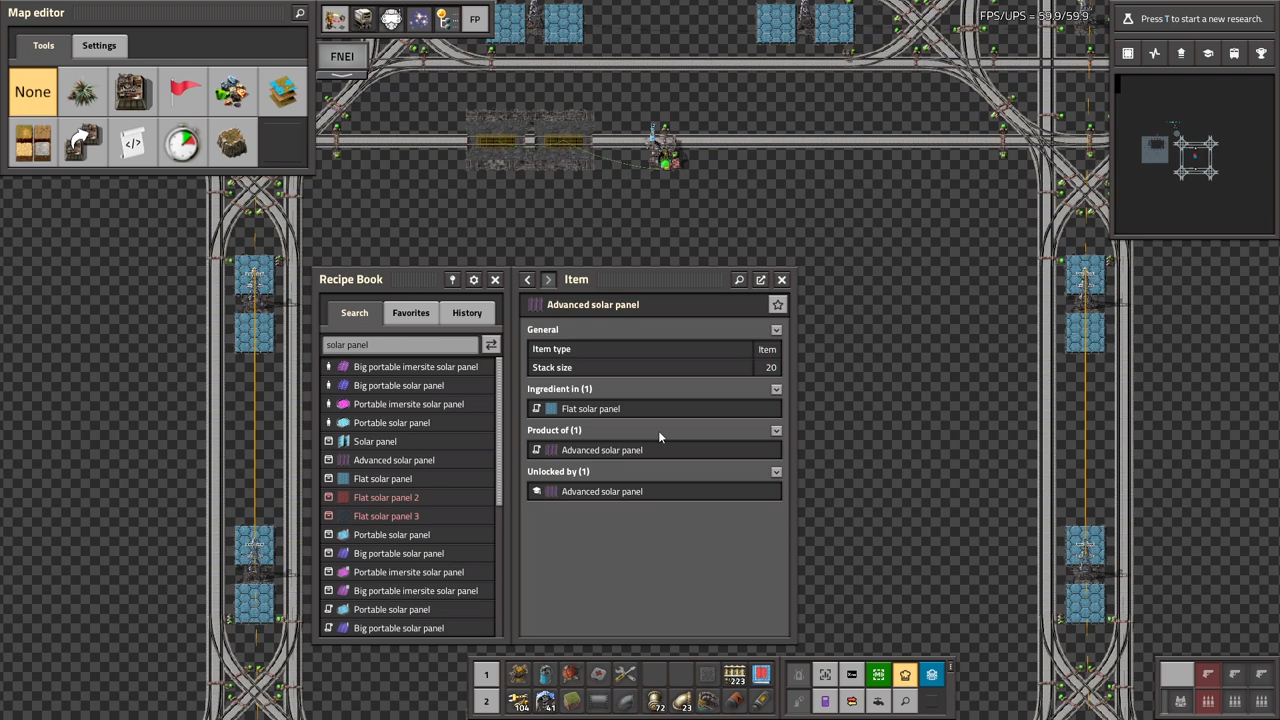 Map editor
Tools
Settings
None
FP
FNEI
FPS/UPS = 59.9/59.9
Press T to start a new research.
Recipe Book
Search
Favorites
History
solar panel
Big portable imersite solar panel
Big portable solar panel
Portable imersite solar panel
Portable solar panel
Solar panel
Advanced solar panel
Flat solar panel
Flat solar panel 2
Flat solar panel 3
Portable solar panel
Big portable solar panel
Portable imersite solar panel
Big portable imersite solar panel
Portable solar panel
Big portable solar panel
Item
Advanced solar panel
General
Item type Item
Stack size 20
Ingredient in (1)
Flat solar panel
Product of (1)
Advanced solar panel
Unlocked by (1)
Advanced solar panel
1
223
2
104
41
72
23